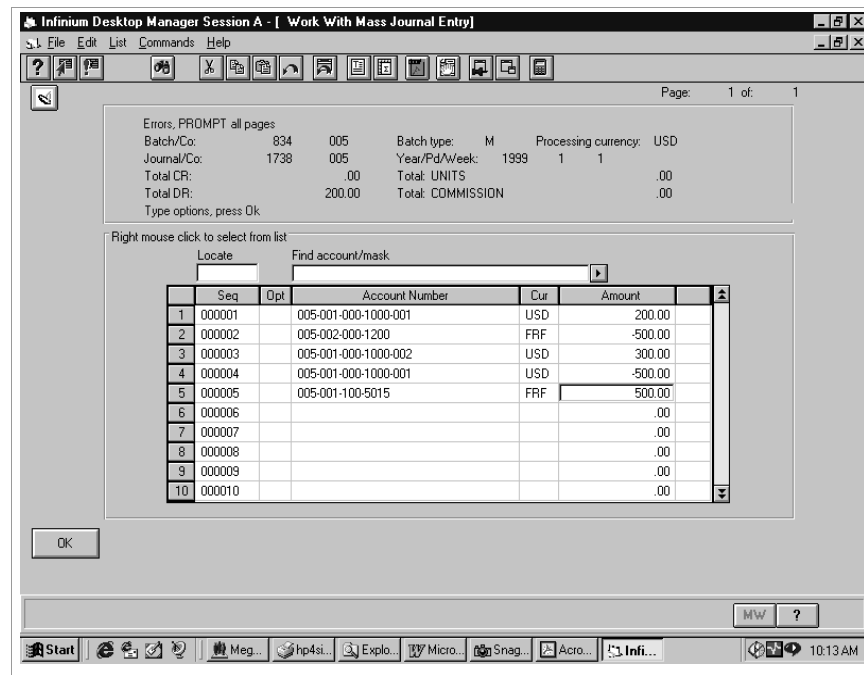 Infinium Desktop Manager Session A - [ Work With Mass Journal Entry]
File Edit List Commands Help
Page: 1 of: 1
Errors, PROMPT all pages
Batch/Co: 834 005 Batch type: M Processing currency: USD
Journal/Co: 1738 005 Year/Pd/Week: 1999 1 1
Total CR: .00 Total: UNITS .00
Total DR: 200.00 Total: COMMISSION .00
Type options, press Ok
Right mouse click to select from list
Locate Find account/mask
Seq Opt Account Number Cur Amount
1 000001 005-001-000-1000-001 USD 200.00
2 000002 005-002-000-1200 FRF -500.00
3 000003 005-001-000-1000-002 USD 300.00
4 000004 005-001-000-1000-001 USD -500.00
5 000005 005-001-100-5015 FRF 500.00
6 000006 .00
7 000007 .00
8 000008 .00
9 000009 .00
10 000010 .00
OK
MW ?
Start Meg... hp4si... Explo... Micro... Snag... Acro... Infi... 10:13 AM